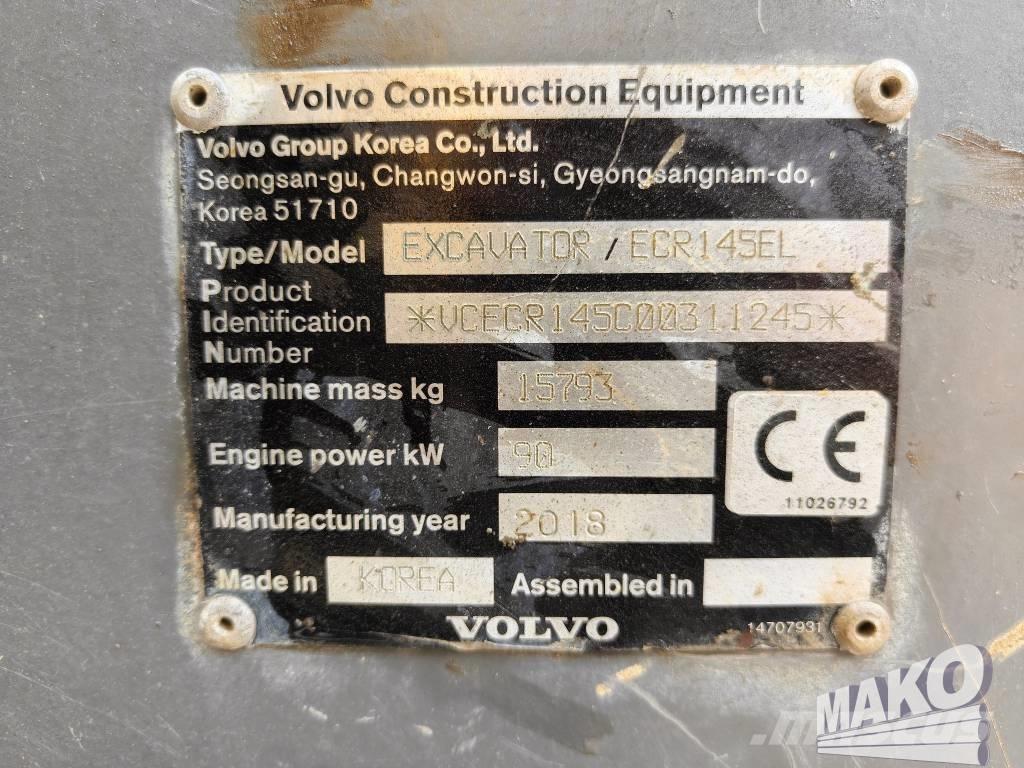 Volvo Construction Equipment
Volvo Group Korea Co., Ltd.
Seongsan-gu, Changwon-si, Gyeongsangnam-do,
Korea 51710
Type/Model EXCAVATOR / ECR145EL
Product
Identification *VCECR145C00311245*
Number
Machine mass kg 15793
Engine power kW 90
CE
11026792
Manufacturing year 2018
Made in KOREA Assembled in
VOLVO 14707931
MAKO
mascus